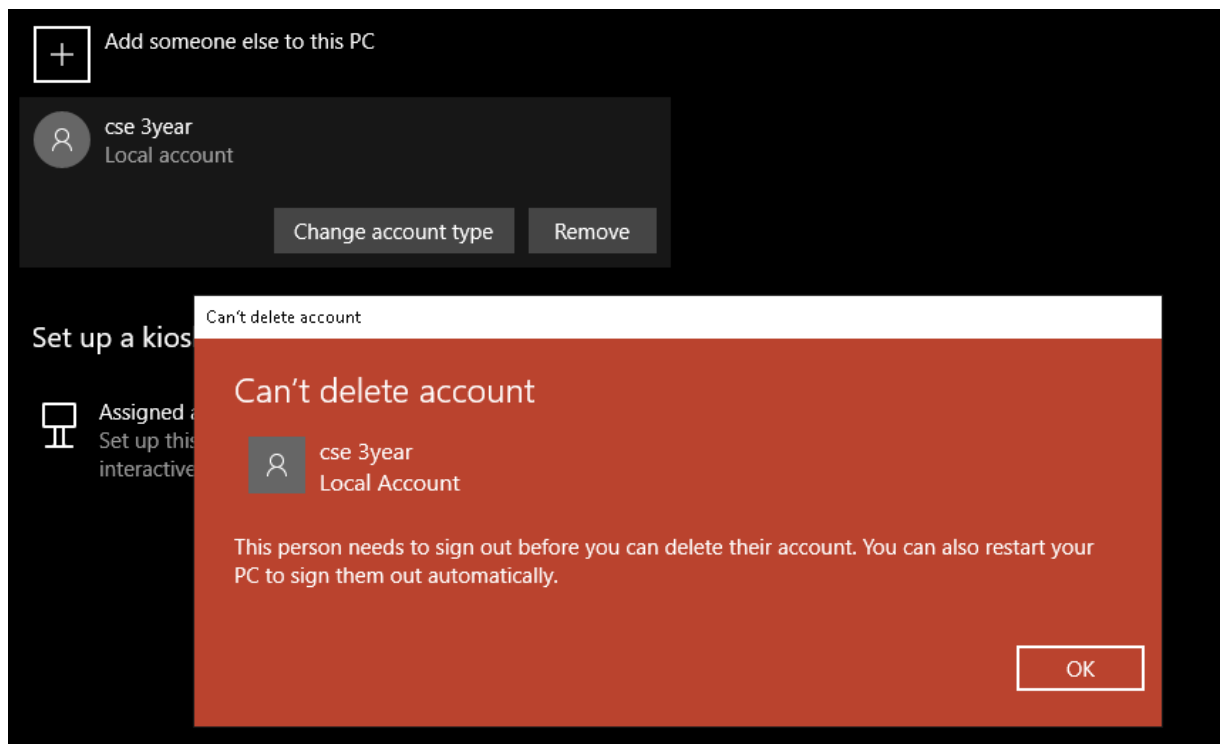 Add someone else to this PC
cse 3year
Local account
Change account type
Remove
Set up a kios
Assigned
Set up this
interactive
Can't delete account
Can't delete account
cse 3year
Local Account
This person needs to sign out before you can delete their account. You can also restart your
PC to sign them out automatically.
OK